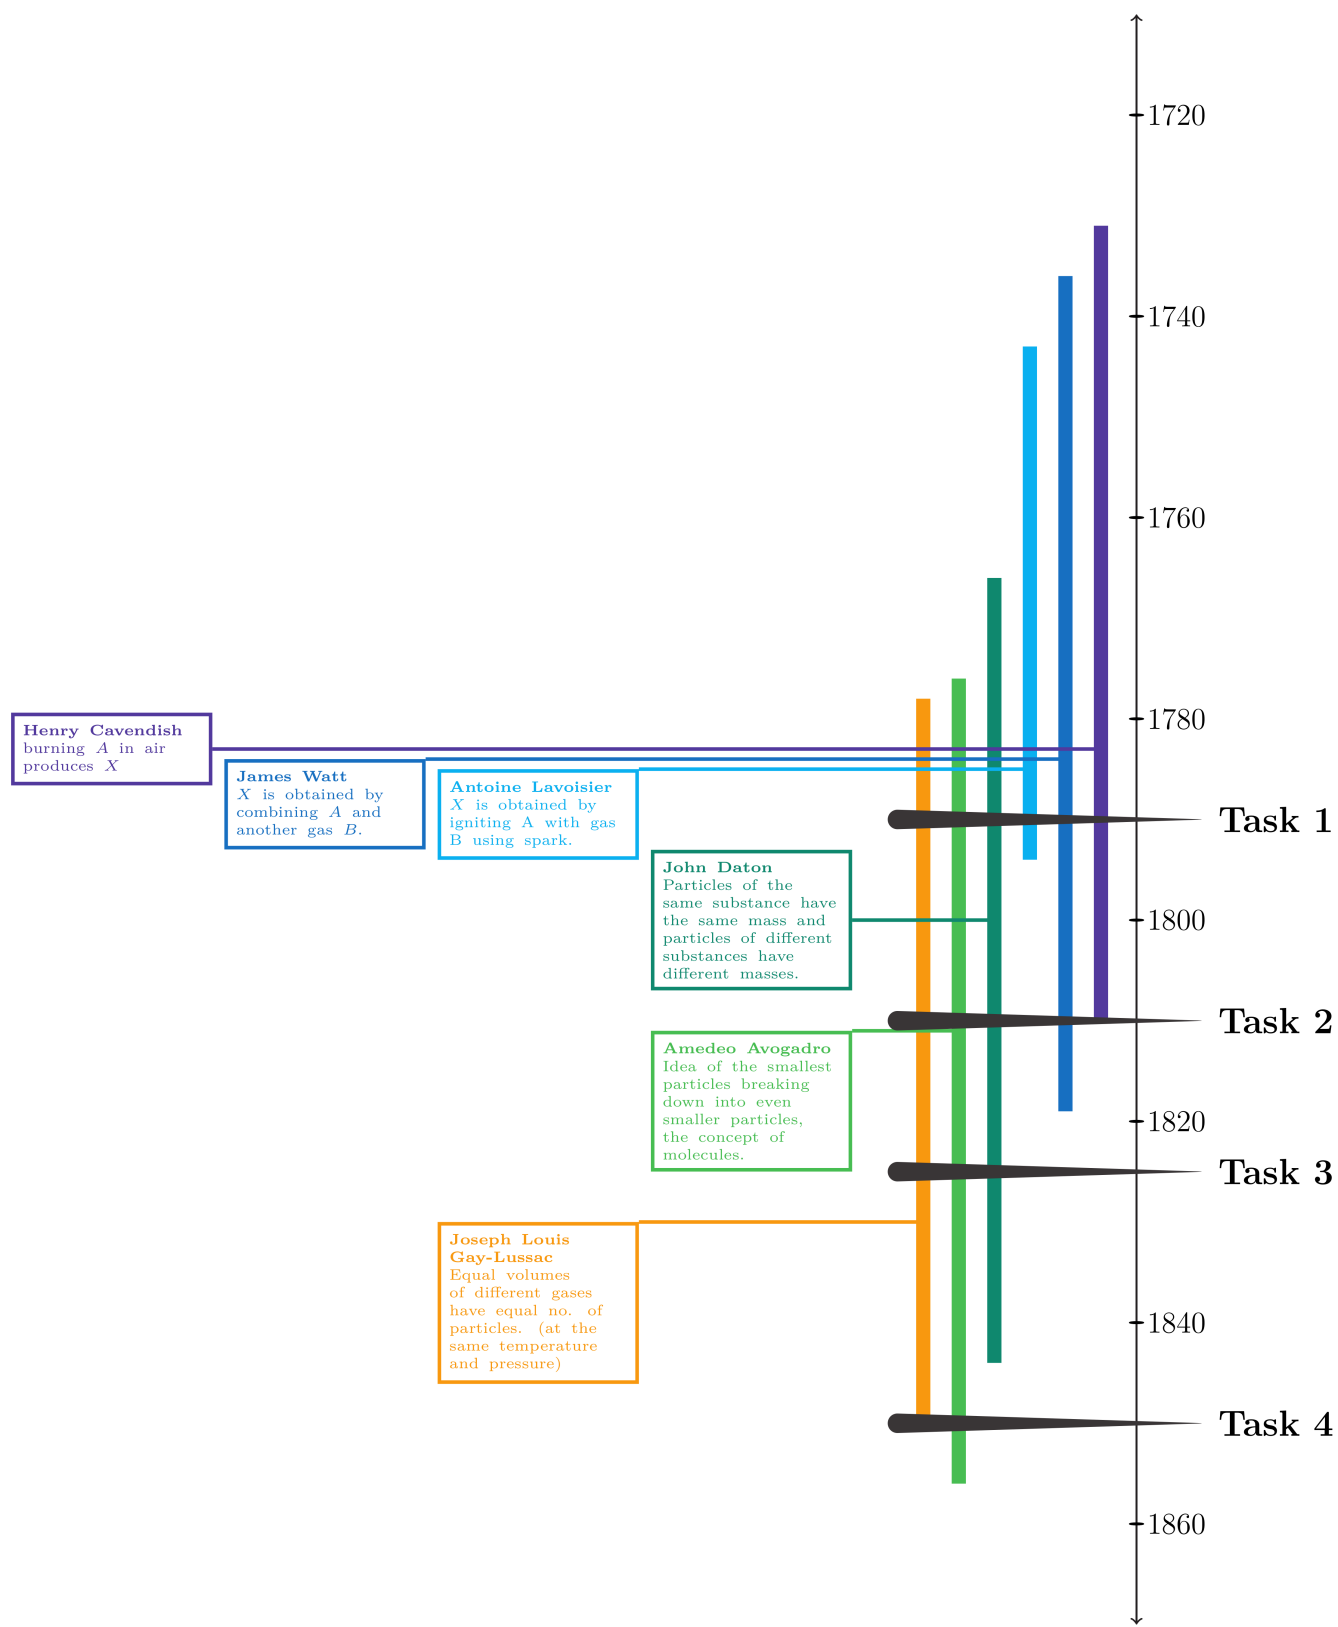 1720
1740
1760
1780
Henry Cavendish
burning A in air
produces X
James Watt
X is obtained by
combining A and
another gas B.
Antoine Lavoisier
X is obtained by
igniting A with gas
B using spark.
Task 1
John Daton
Particles of the
same substance have
the same mass and
particles of different
substances have
different masses.
1800
Task 2
Amedeo Avogadro
Idea of the smallest
particles breaking
down into even
smaller particles,
the concept of
molecules.
1820
Task 3
Joseph Louis
Gay-Lussac
Equal volumes
of different gases
have equal no. of
particles. (at the
same temperature
and pressure)
1840
Task 4
1860